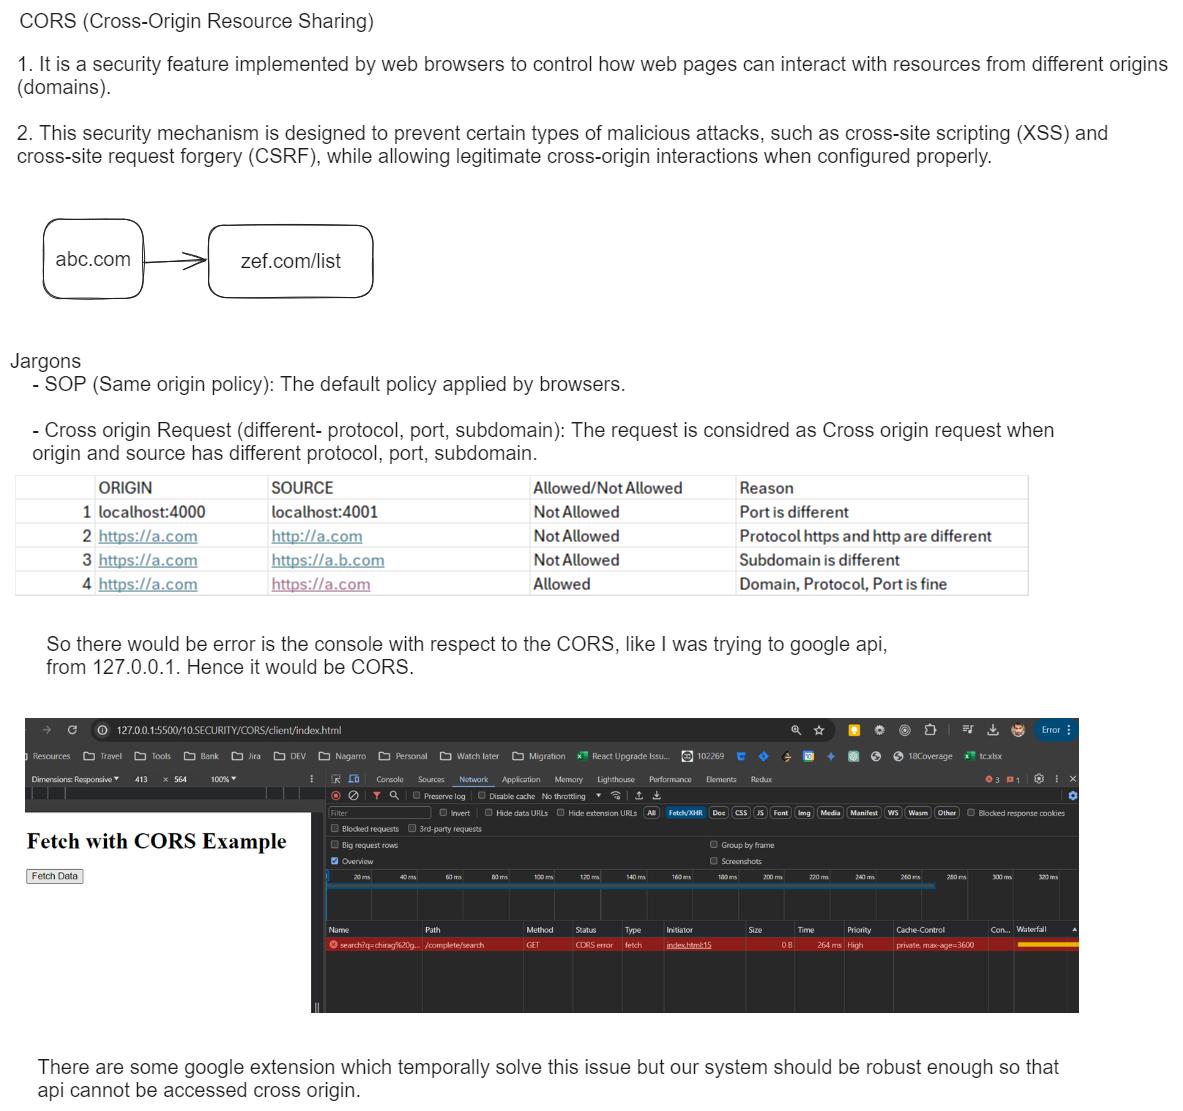 CORS (Cross-Origin Resource Sharing)
1. It is a security feature implemented by web browsers to control how web pages can interact with resources from different origins
(domains).
2. This security mechanism is designed to prevent certain types of malicious attacks, such as cross-site scripting (XSS) and
cross-site request forgery (CSRF), while allowing legitimate cross-origin interactions when configured properly.
abc.com
zef.com/list
Jargons
- SOP (Same origin policy): The default policy applied by browsers.
- Cross origin Request (different- protocol, port, subdomain): The request is considred as Cross origin request when
origin and source has different protocol, port, subdomain.
ORIGIN SOURCE Allowed/Not Allowed Reason
1 localhost:4000 localhost:4001 Not Allowed Port is different
2 https://a.com http://a.com Not Allowed Protocol https and http are different
3 https://a.com https://a.b.com Not Allowed Subdomain is different
4 https://a.com https://a.com Allowed Domain, Protocol, Port is fine
So there would be error is the console with respect to the CORS, like I was trying to google api,
from 127.0.0.1. Hence it would be CORS.
127.0.0.1:5500/10.SECURITY/CORS/client/index.html Error
Resources Travel Tools Bank Jira DEV Nagarro Personal Watch later Migration React Upgrade Issu... 102269 18Coverage tc.xlsx
Dimensions: Responsive 413 x 564 100% Console Sources Network Application Memory Lighthouse Performance Elements Redux 3 1
Preserve log Disable cache No throttling
Filter Invert Hide data URLs Hide extension URLs All Fetch/XHR Doc CSS JS Font Img Media Manifest WS Wasm Other Blocked response cookies
Blocked requests 3rd-party requests
Big request rows Group by frame
Overview Screenshots
Fetch with CORS Example
Fetch Data
20 ms 40 ms 60 ms 80 ms 100 ms 120 ms 140 ms 160 ms 180 ms 200 ms 220 ms 240 ms 260 ms 280 ms 300 ms 320 ms
Name Path Method Status Type Initiator Size Time Priority Cache-Control Con... Waterfall
search?q=chirag%20g... /complete/search GET CORS error fetch index.html:15 0 B 264 ms High private, max-age=3600
There are some google extension which temporally solve this issue but our system should be robust enough so that
api cannot be accessed cross origin.